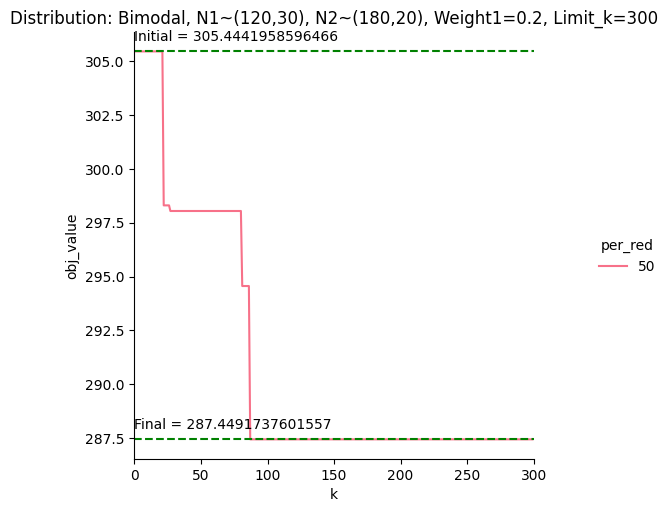 Distribution: Bimodal, N1~(120,30), N2~(180,20), Weight1=0.2, Limit_k=300
Initial = 305.4441958596466
305.0
302.5
300.0
297.5
295.0
292.5
290.0
287.5
obj_value
per_red
50
Final = 287.4491737601557
0
50
100
150
200
250
300
k